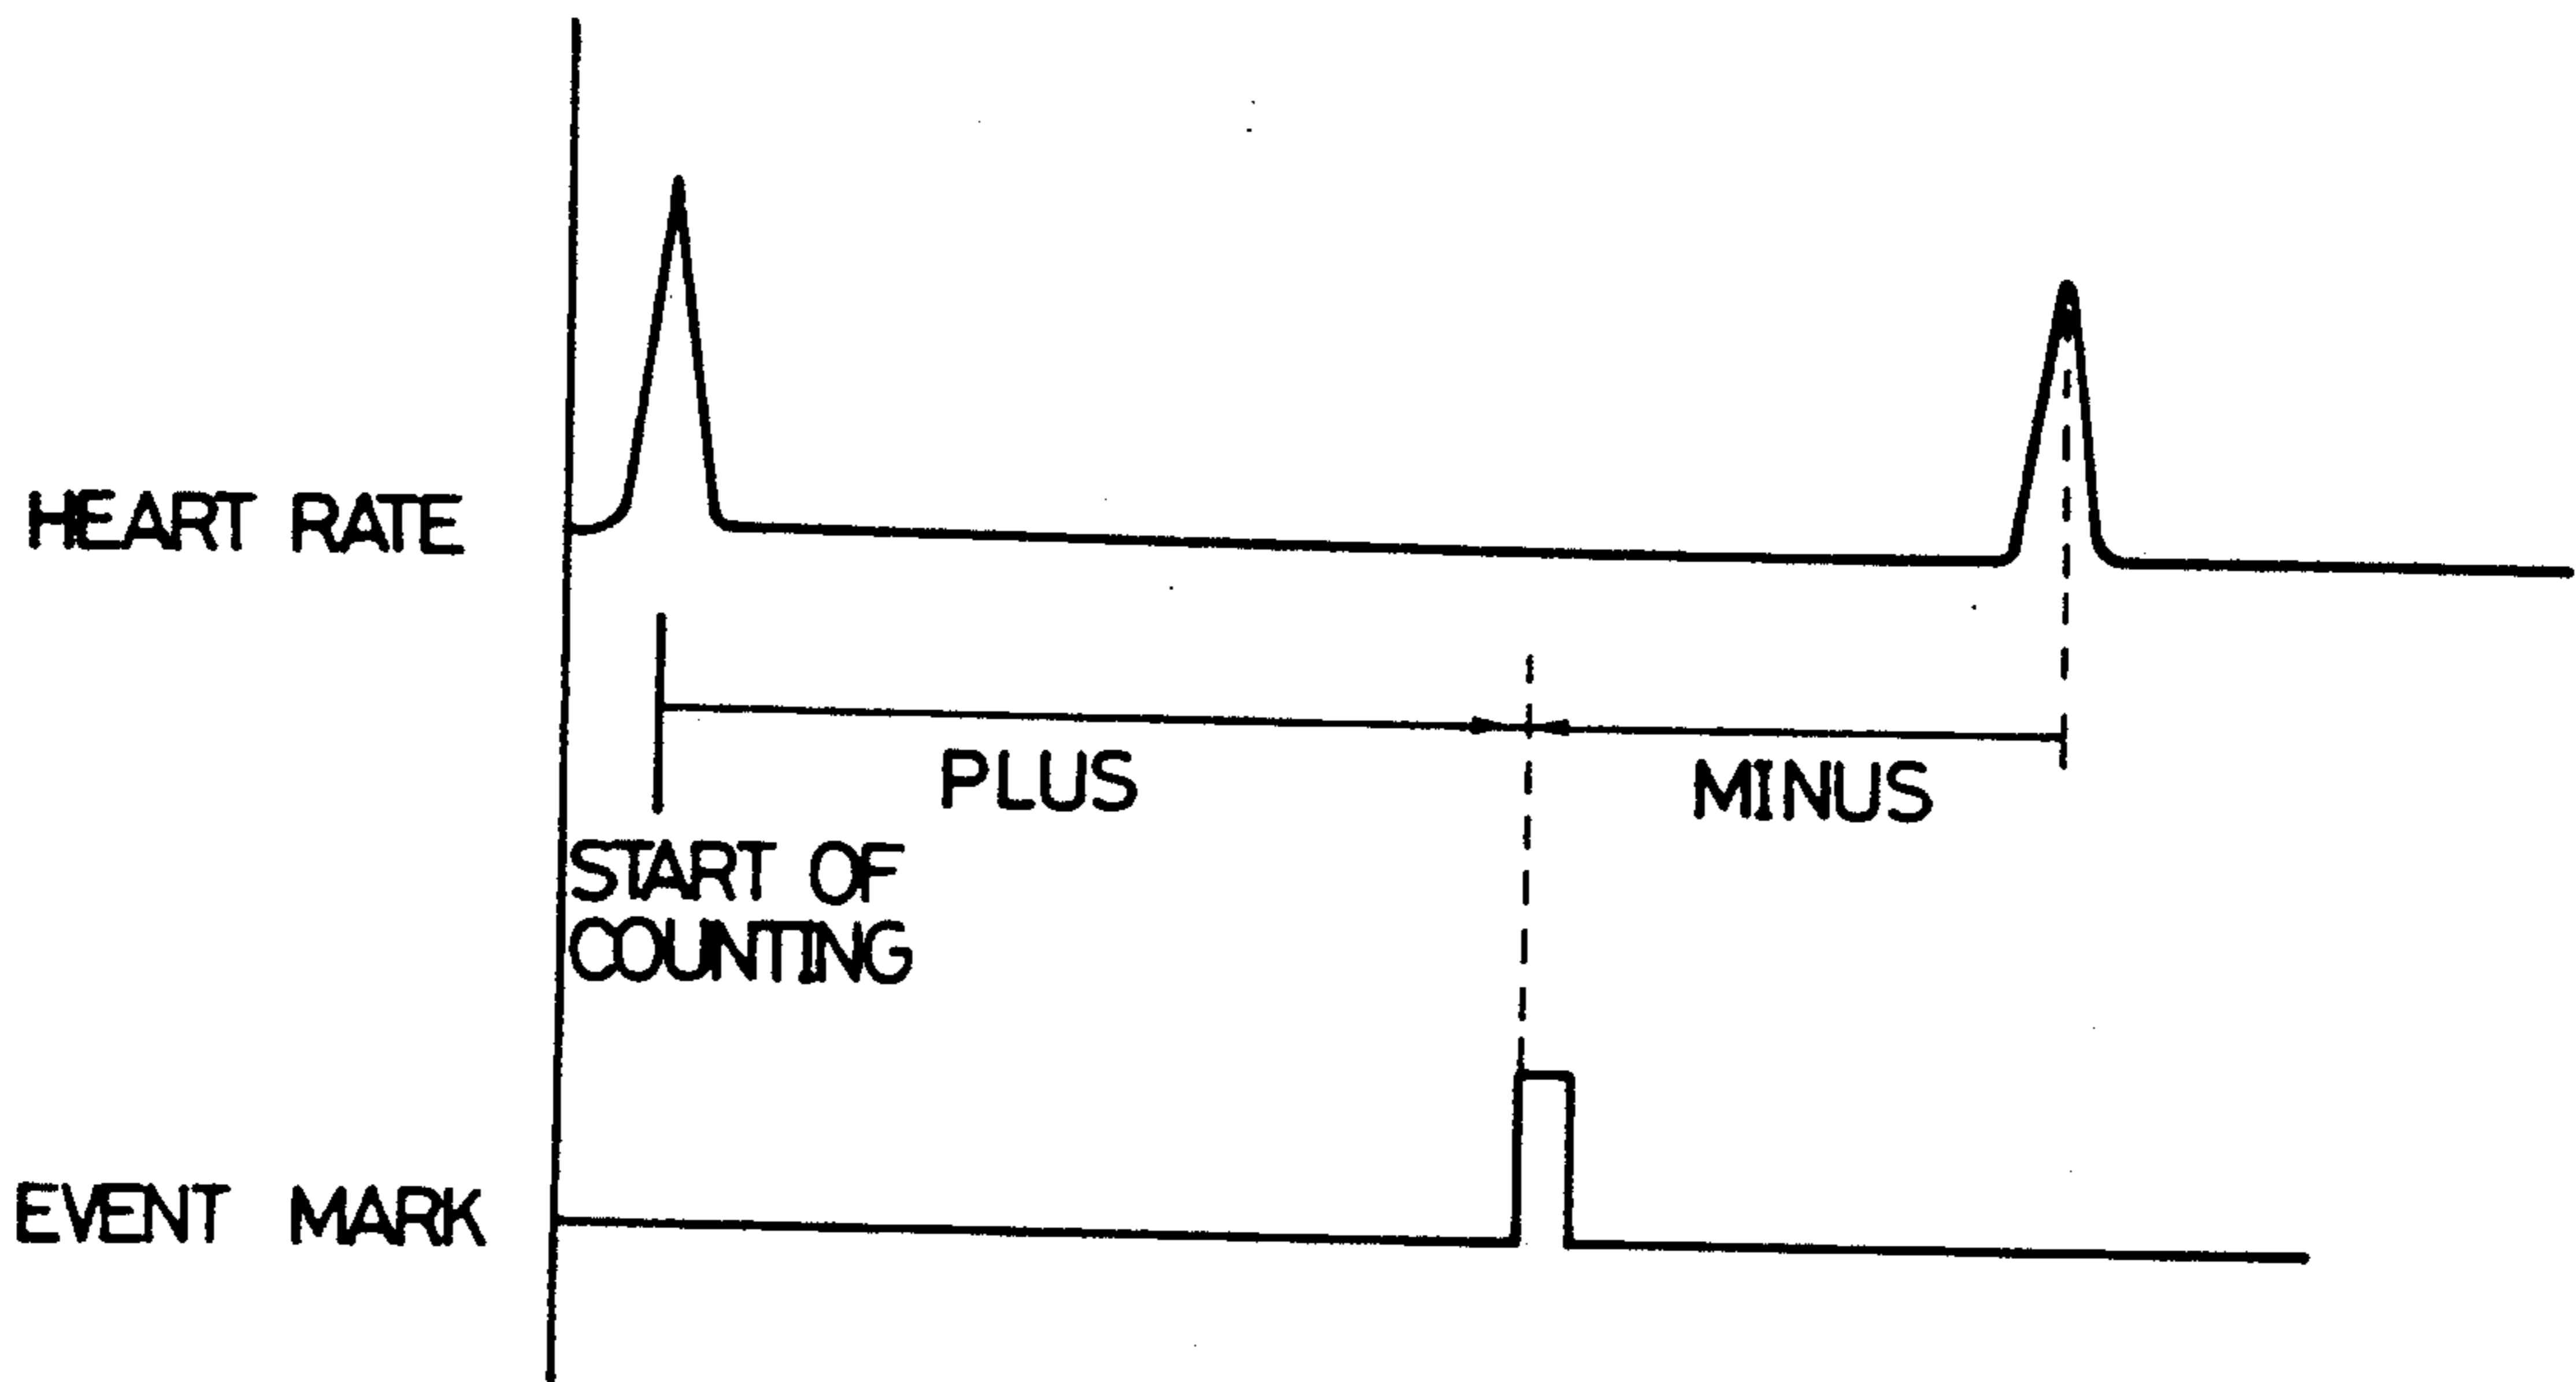 HEART RATE
PLUS
MINUS
START OF
COUNTING
EVENT MARK